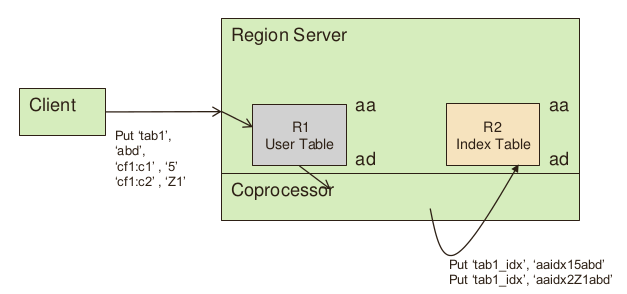 Region Server
Client
aa
aa
R1
User Table
R2
Index Table
ad
ad
Put ‘tab1’,
‘abd’,
‘cf1:c1’ , ‘5’
‘cf1:c2’ , ‘Z1’
Coprocessor
Put ‘tab1_idx’, ‘aaidx15abd’
Put ‘tab1_idx’, ‘aaidx2Z1abd’